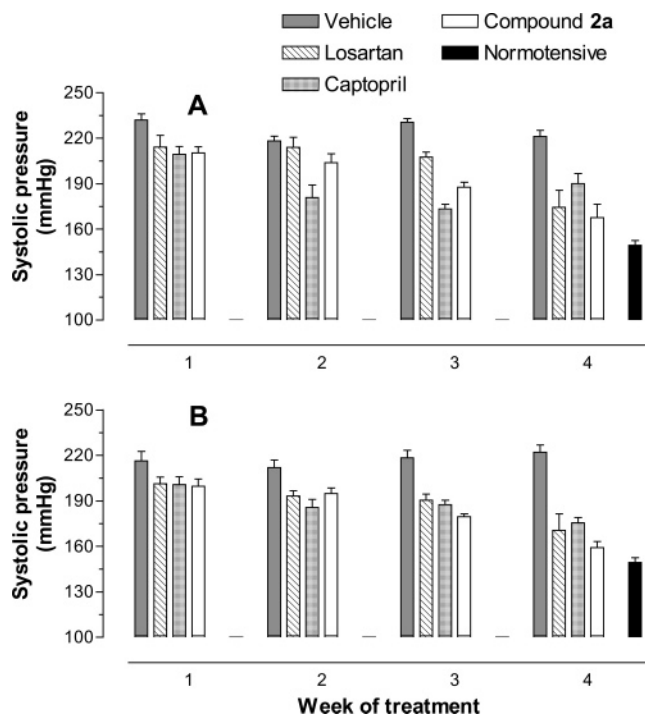 Vehicle
Compound 2a
Losartan
Normotensive
Captopril
A
250
220
190
160
130
100
Systolic pressure
(mmHg)
1 2 3 4
B
250
220
190
160
130
100
Systolic pressure
(mmHg)
1 2 3 4
Week of treatment